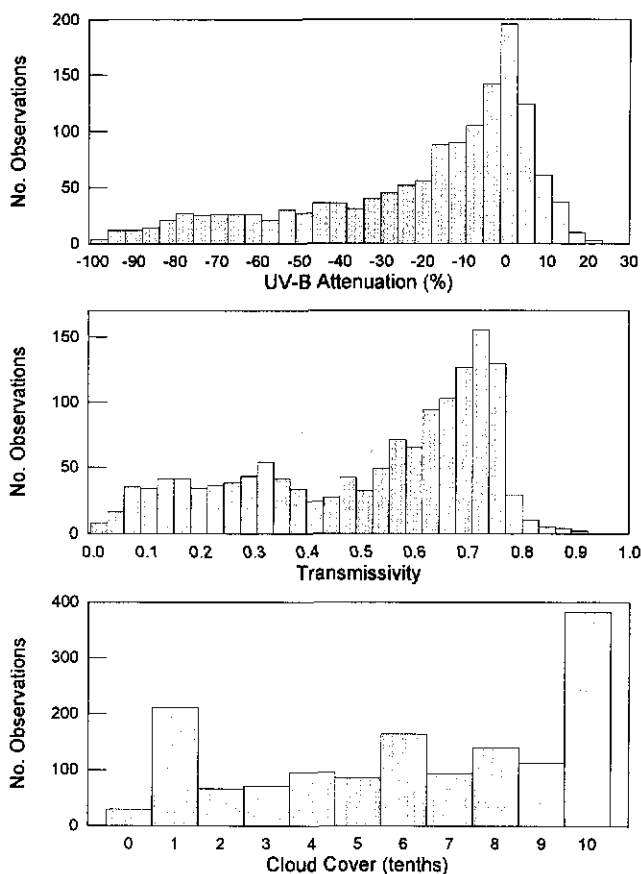 200
150
100
50
0
No. Observations
-100 -90 -80 -70 -60 -50 -40 -30 -20 -10 0 10 20 30
UV-B Attenuation (%)
150
100
50
0
No. Observations
0.0 0.1 0.2 0.3 0.4 0.5 0.6 0.7 0.8 0.9 1.0
Transmissivity
400
300
200
100
0
No. Observations
0 1 2 3 4 5 6 7 8 9 10
Cloud Cover (tenths)